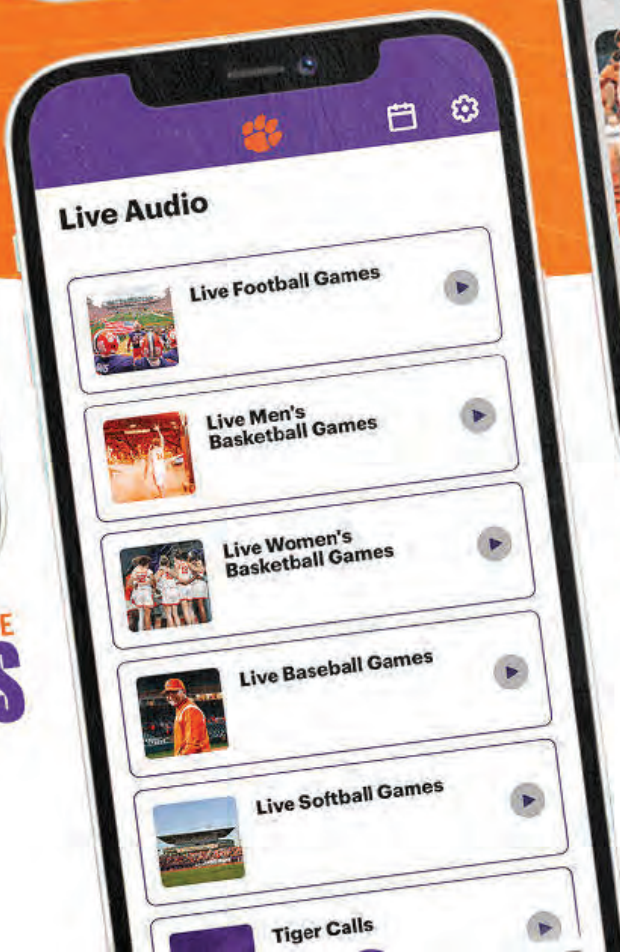 Live Audio
Live Football Games
Live Men's
Basketball Games
Live Women's
Basketball Games
Live Baseball Games
Live Softball Games
Tiger Calls
E
S